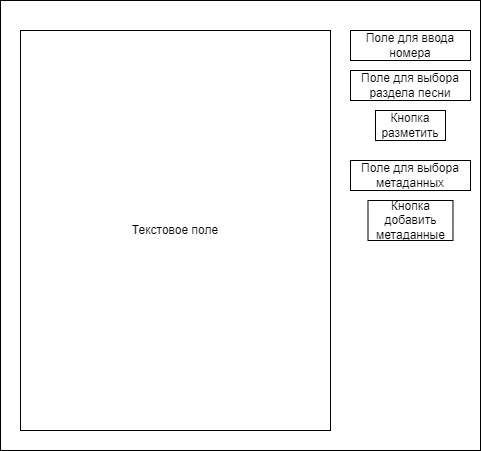 Поле для ввода
номера
Поле для выбора
раздела песни
Кнопка
разметить
Поле для выбора
метаданных
Кнопка
добавить
метаданные
Текстовое поле